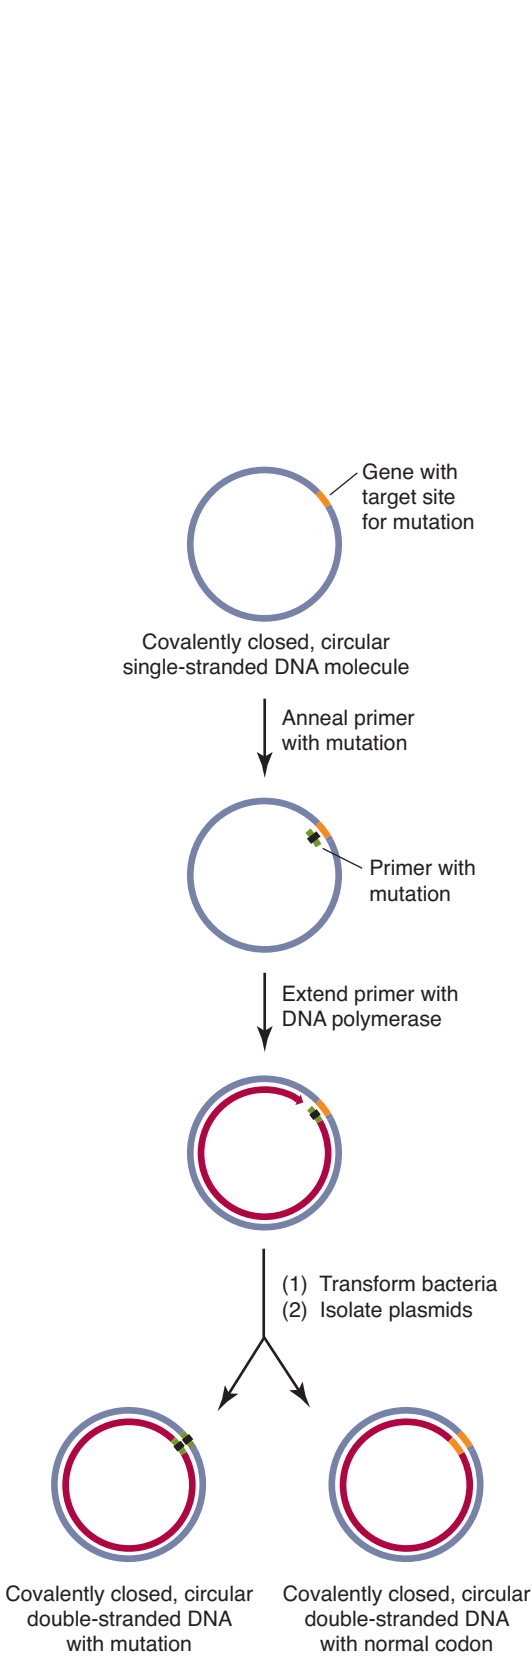 Gene with
target site
for mutation
Covalently closed, circular
single-stranded DNA molecule
Anneal primer
with mutation
Primer with
mutation
Extend primer with
DNA polymerase
(1) Transform bacteria
(2) Isolate plasmids
Covalently closed, circular
double-stranded DNA
with mutation
Covalently closed, circular
double-stranded DNA
with normal codon